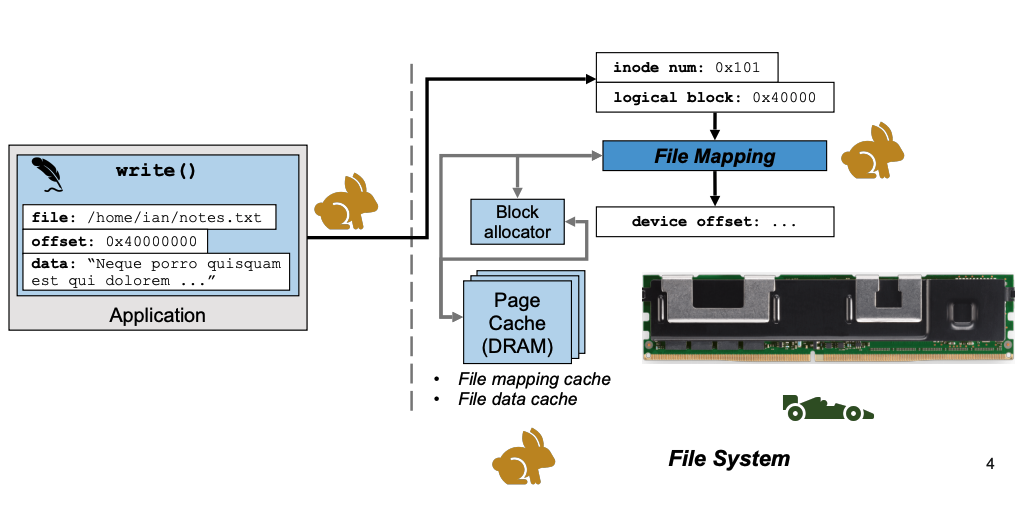 write()
file: /home/ian/notes.txt
offset: 0x40000000
data: “Neque porro quisquam
est qui dolorem ...”
Application
inode num: 0x101
logical block: 0x40000
File Mapping
device offset: ...
Block
allocator
Page
Cache
(DRAM)
• File mapping cache
• File data cache
File System
4